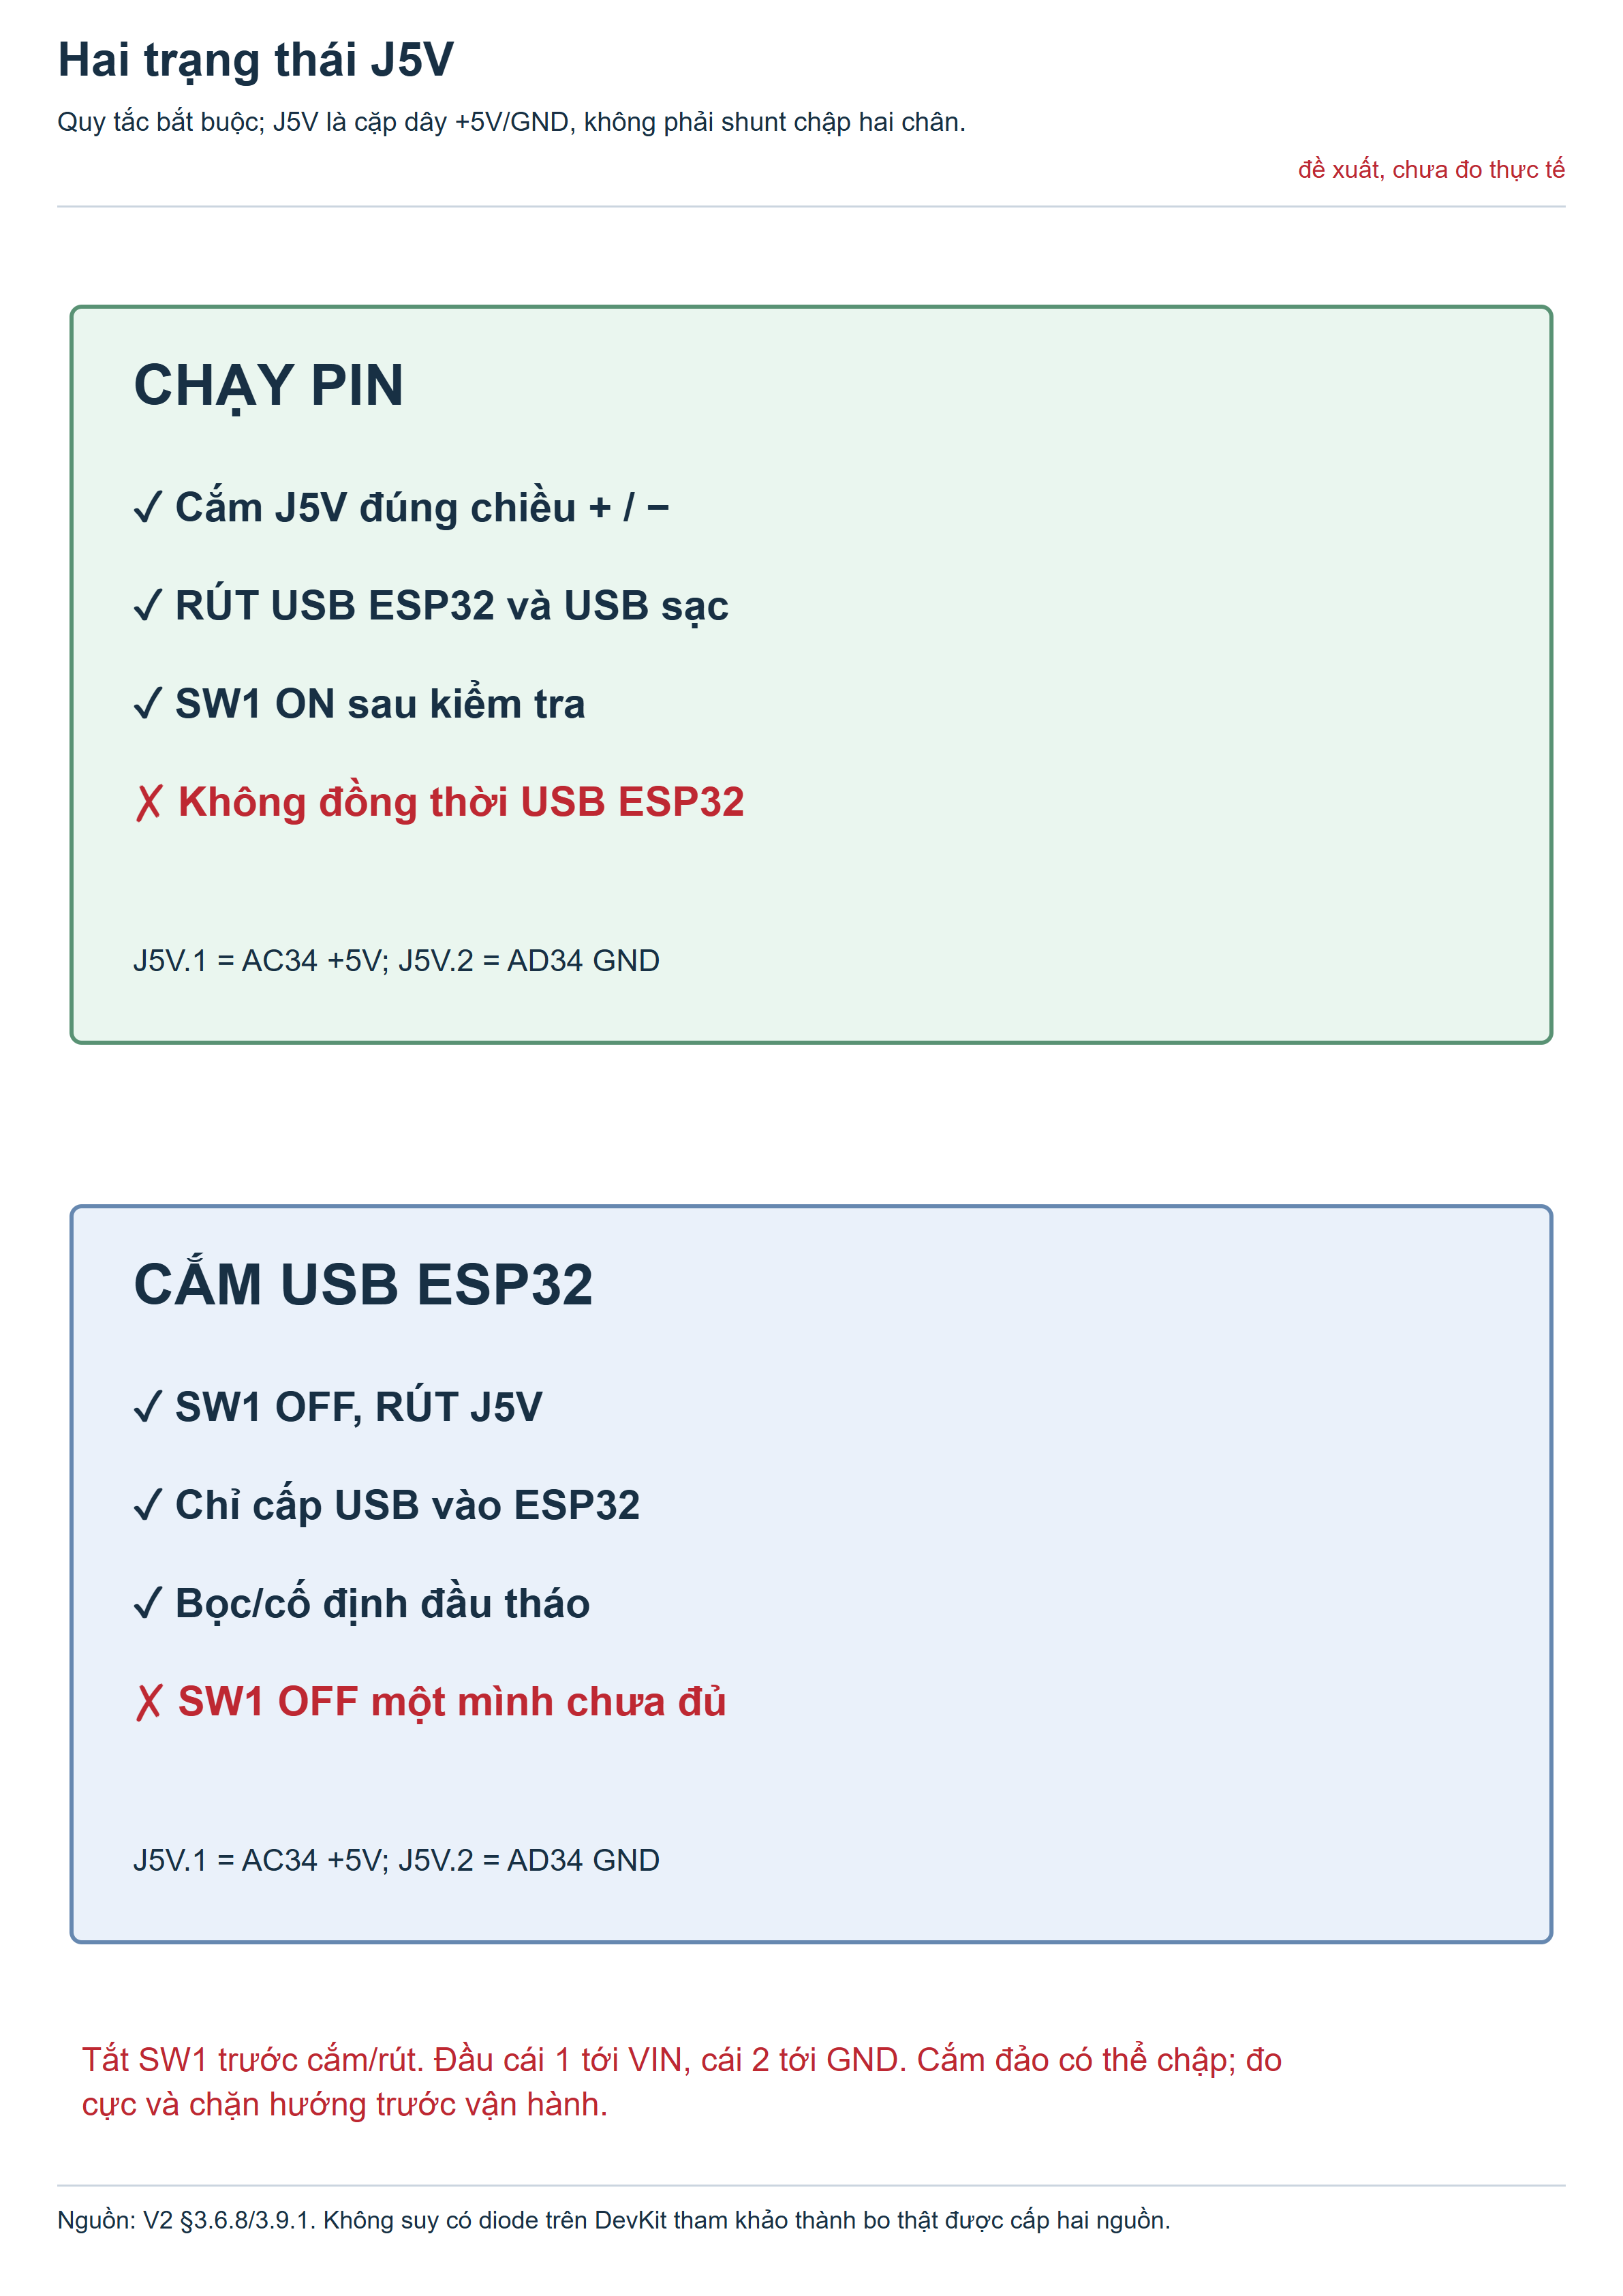 Hai trạng thái J5V
Quy tắc bắt buộc; J5V là cặp dây +5V/GND, không phải shunt chập hai chân.
đề xuất, chưa đo thực tế
CHẠY PIN
✓ Cắm J5V đúng chiều + / −
✓ RÚT USB ESP32 và USB sạc
✓ SW1 ON sau kiểm tra
✗ Không đồng thời USB ESP32
J5V.1 = AC34 +5V; J5V.2 = AD34 GND
CẮM USB ESP32
✓ SW1 OFF, RÚT J5V
✓ Chỉ cấp USB vào ESP32
✓ Bọc/cố định đầu tháo
✗ SW1 OFF một mình chưa đủ
J5V.1 = AC34 +5V; J5V.2 = AD34 GND
Tắt SW1 trước cắm/rút. Đầu cái 1 tới VIN, cái 2 tới GND. Cắm đảo có thể chập; đo
cực và chặn hướng trước vận hành.
Nguồn: V2 §3.6.8/3.9.1. Không suy có diode trên DevKit tham khảo thành bo thật được cấp hai nguồn.